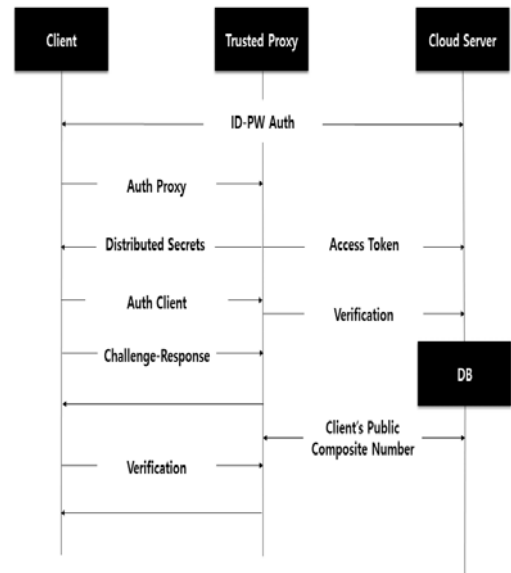 Client
Trusted Proxy
Cloud Server
ID-PW Auth
Auth Proxy
Distributed Secrets
Access Token
Auth Client
Verification
Challenge-Response
DB
Client's Public
Composite Number
Verification